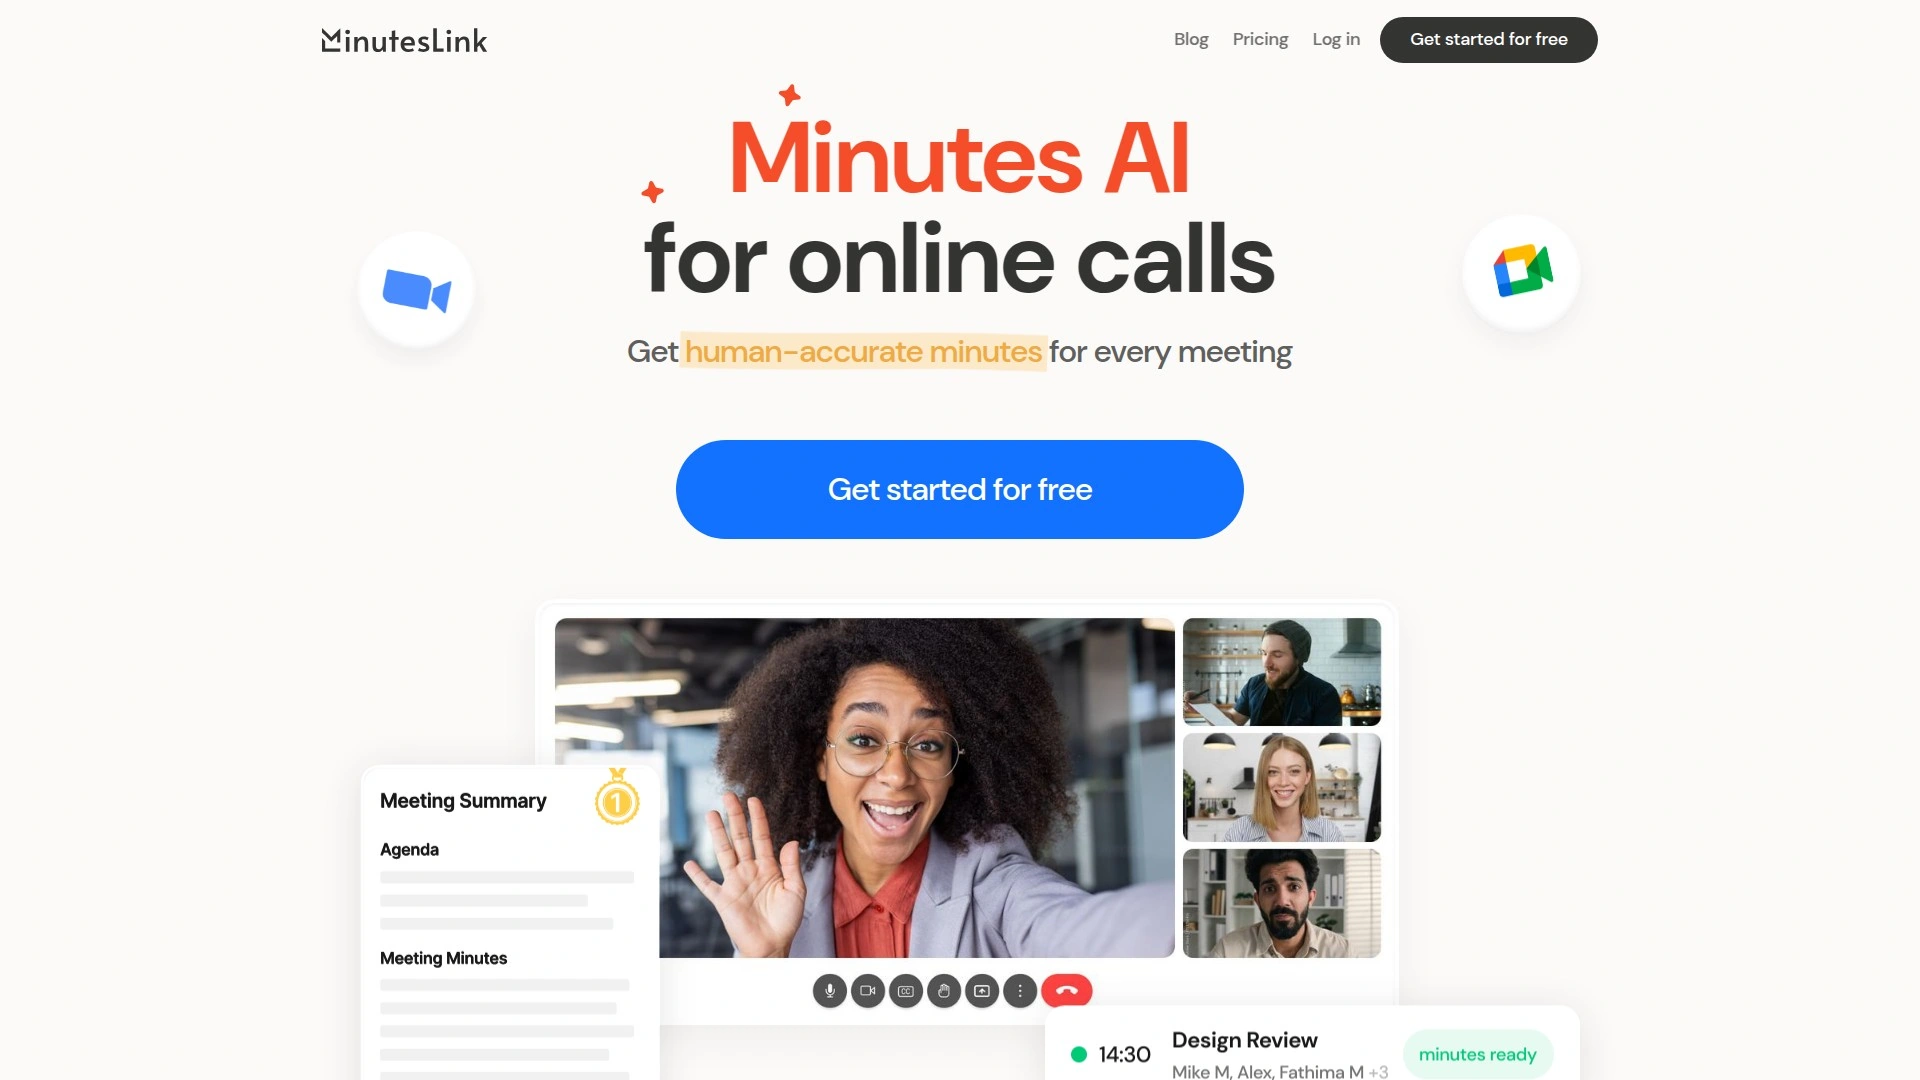 MinutesLink
Blog Pricing Log in Get started for free
Minutes AI
for online calls
Get human-accurate minutes for every meeting
Get started for free
Meeting Summary
1
Agenda
Meeting Minutes
CC
14:30
Design Review
Mike M, Alex, Fathima M +3
minutes ready